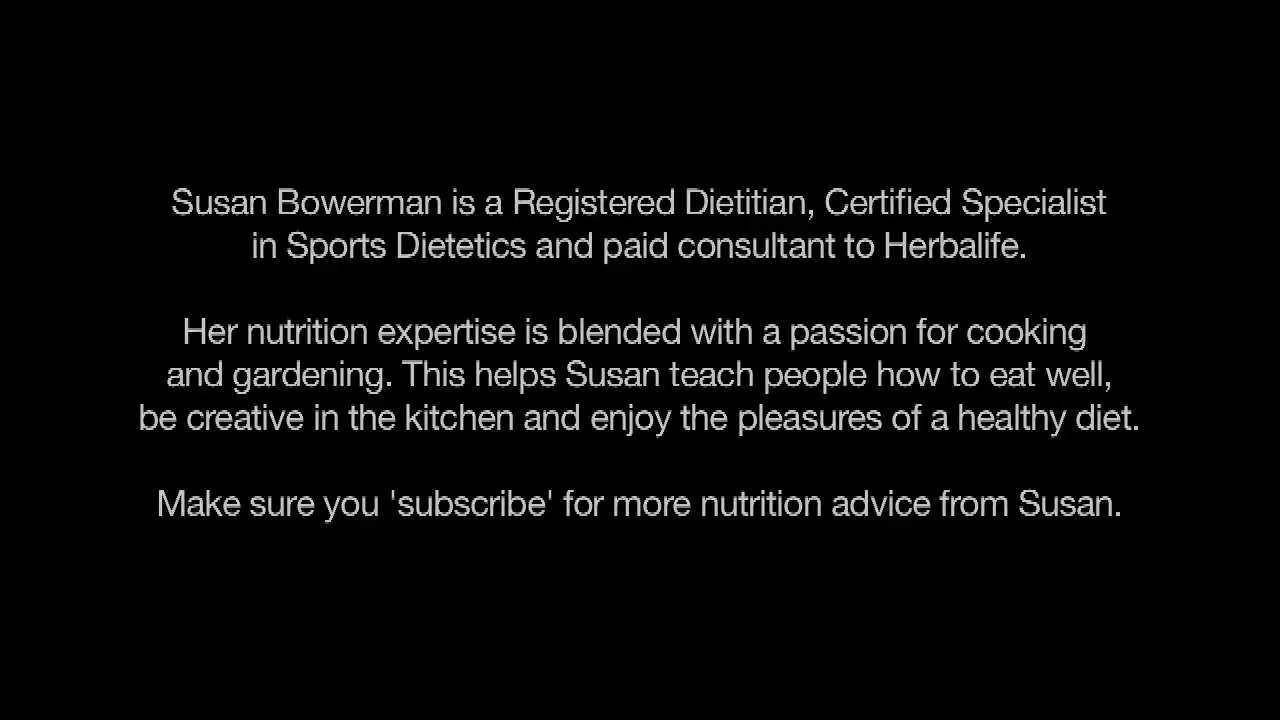 Susan Bowerman is a Registered Dietitian, Certified Specialist
in Sports Dietetics and paid consultant to Herbalife.
Her nutrition expertise is blended with a passion for cooking
and gardening. This helps Susan teach people how to eat well,
be creative in the kitchen and enjoy the pleasures of a healthy diet.
Make sure you 'subscribe' for more nutrition advice from Susan.